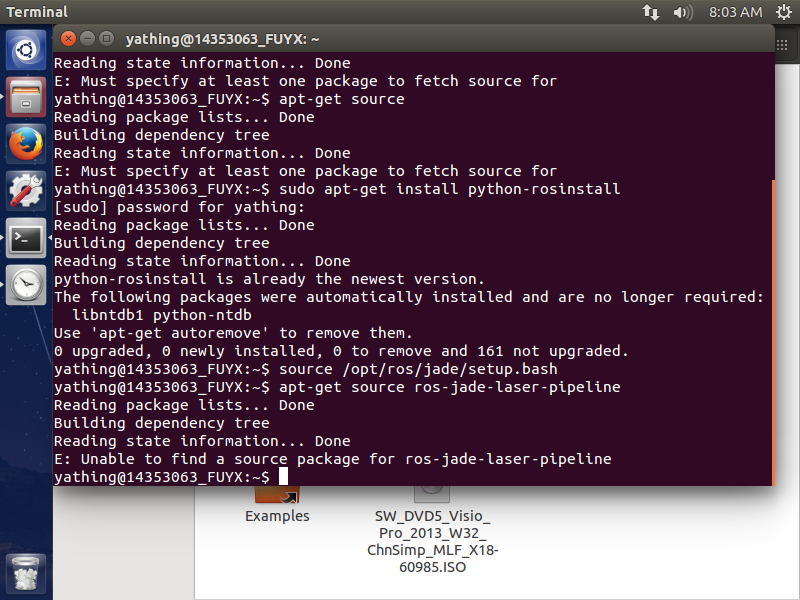 Terminal
8:03 AM
yathing@14353063_FUYX: ~
Reading state information... Done
E: Must specify at least one package to fetch source for
yathing@14353063_FUYX:~$ apt-get source
Reading package lists... Done
Building dependency tree
Reading state information... Done
E: Must specify at least one package to fetch source for
yathing@14353063_FUYX:~$ sudo apt-get install python-rosinstall
[sudo] password for yathing:
Reading package lists... Done
Building dependency tree
Reading state information... Done
python-rosinstall is already the newest version.
The following packages were automatically installed and are no longer required:
  libntdb1 python-ntdb
Use 'apt-get autoremove' to remove them.
0 upgraded, 0 newly installed, 0 to remove and 161 not upgraded.
yathing@14353063_FUYX:~$ source /opt/ros/jade/setup.bash
yathing@14353063_FUYX:~$ apt-get source ros-jade-laser-pipeline
Reading package lists... Done
Building dependency tree
Reading state information... Done
E: Unable to find a source package for ros-jade-laser-pipeline
yathing@14353063_FUYX:~$
Examples
SW_DVD5_Visio_
Pro_2013_W32_
ChnSimp_MLF_X18-
60985.ISO